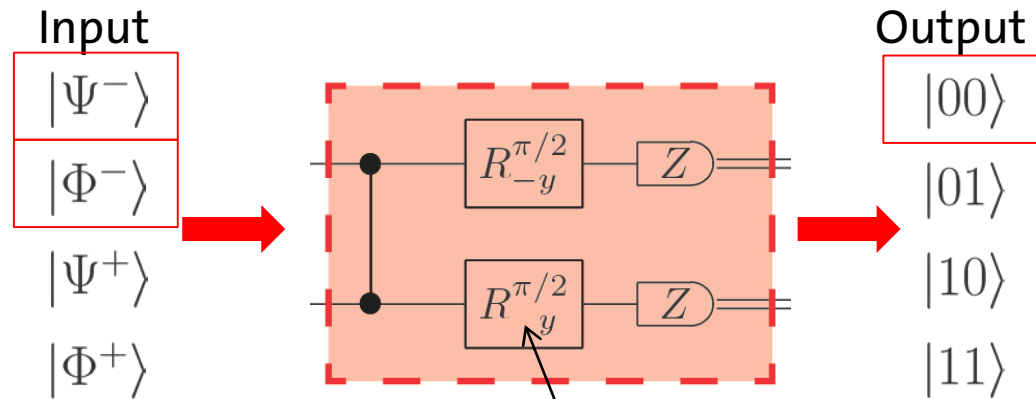 Input
Output
|Ψ⁻⟩
|00⟩
|Φ⁻⟩
R_{-y}^{π/2}
Z
|01⟩
|Ψ⁺⟩
R_{y}^{π/2}
Z
|10⟩
|Φ⁺⟩
|11⟩